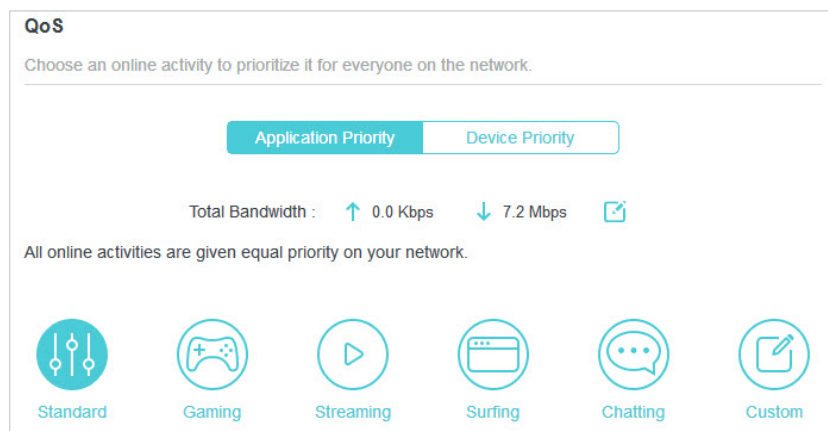 QoS
Choose an online activity to prioritize it for everyone on the network.
Application Priority Device Priority
Total Bandwidth : 0.0 Kbps 7.2 Mbps
All online activities are given equal priority on your network.
Standard Gaming Streaming Surfing Chatting Custom